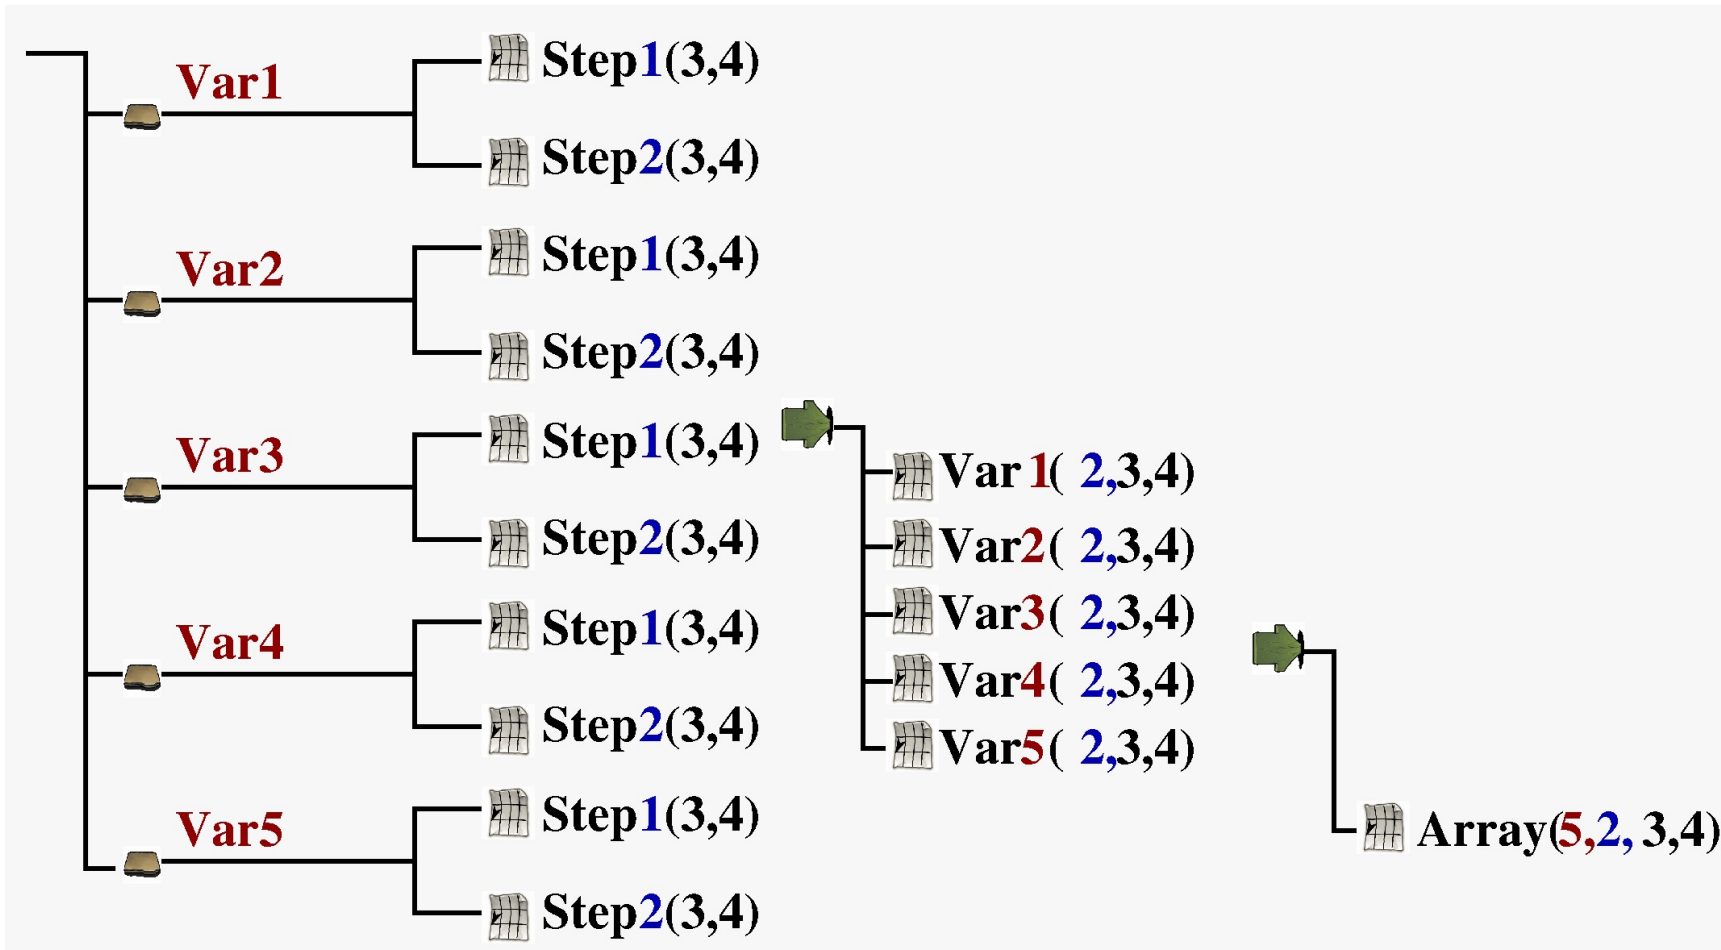 Var1
Step1(3,4)
Step2(3,4)
Var2
Step1(3,4)
Step2(3,4)
Var3
Step1(3,4)
Step2(3,4)
Var4
Step1(3,4)
Step2(3,4)
Var5
Step1(3,4)
Step2(3,4)
Var 1( 2,3,4)
Var2( 2,3,4)
Var3( 2,3,4)
Var4( 2,3,4)
Var5( 2,3,4)
Array(5,2, 3,4)